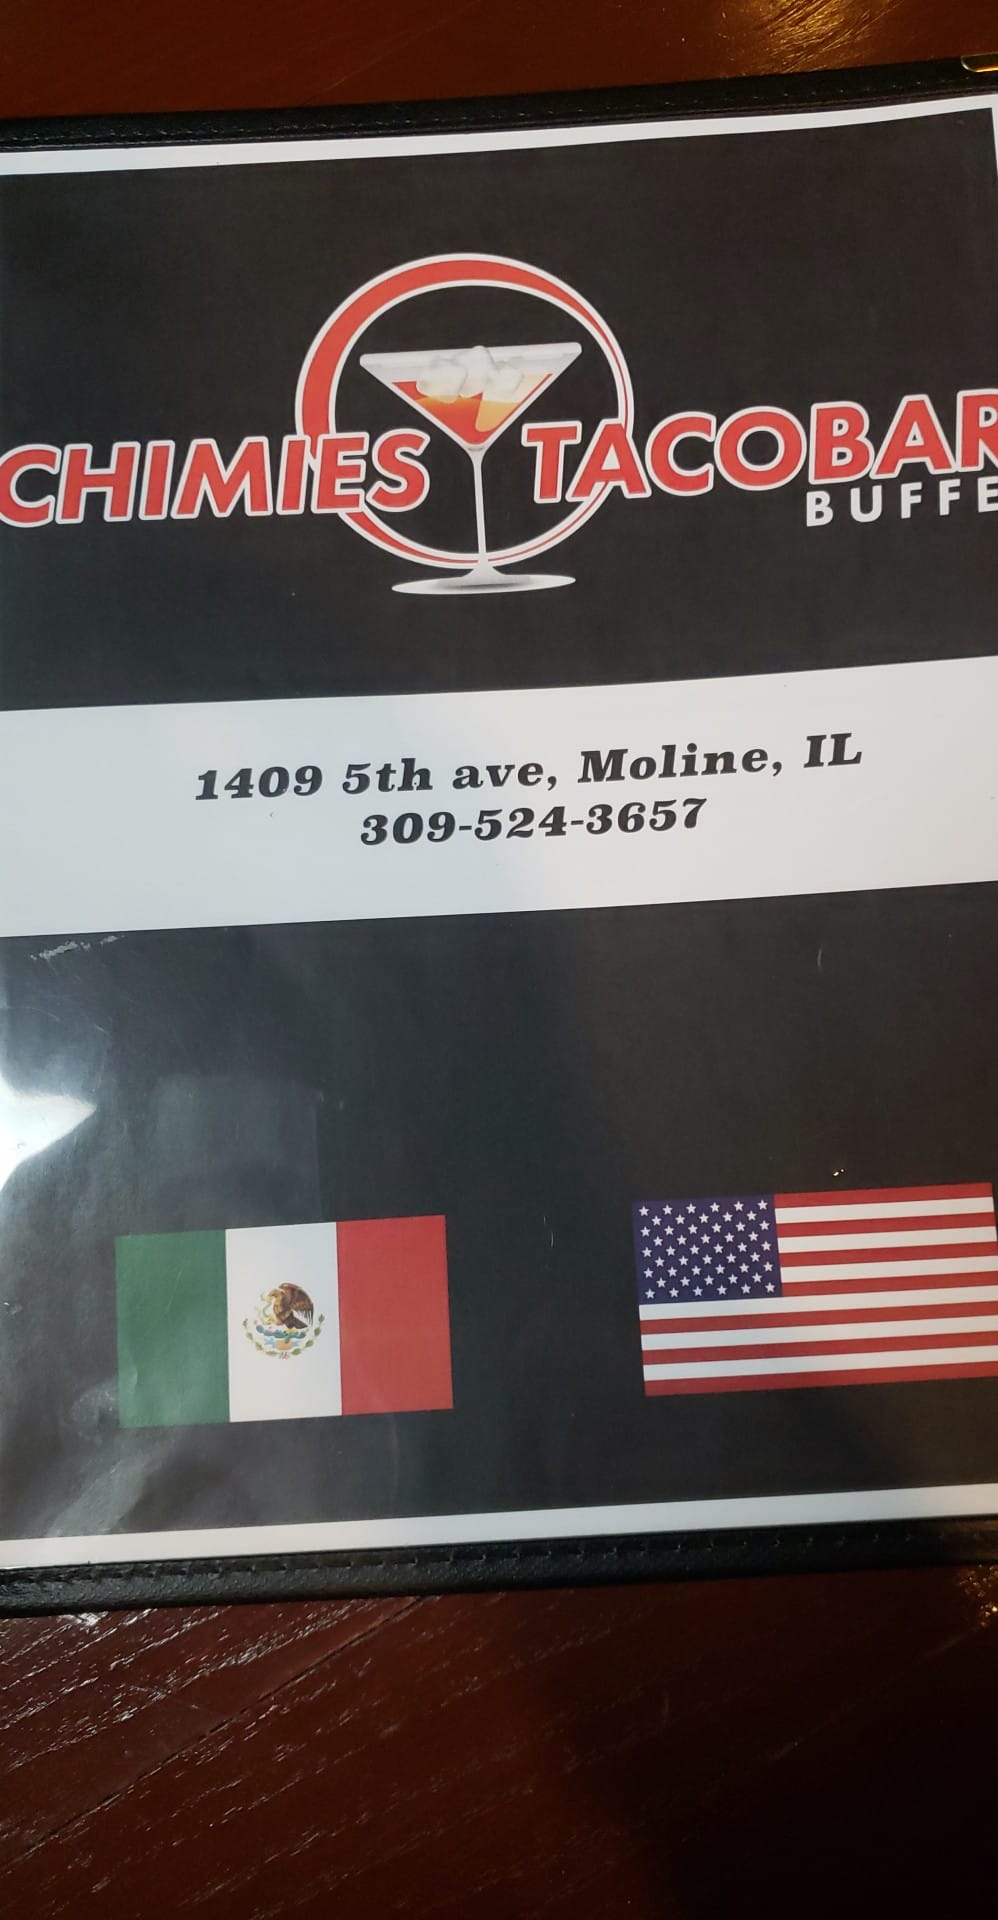 CHIMIES TACOBAR
BUFFE
1409 5th ave, Moline, IL
309-524-3657